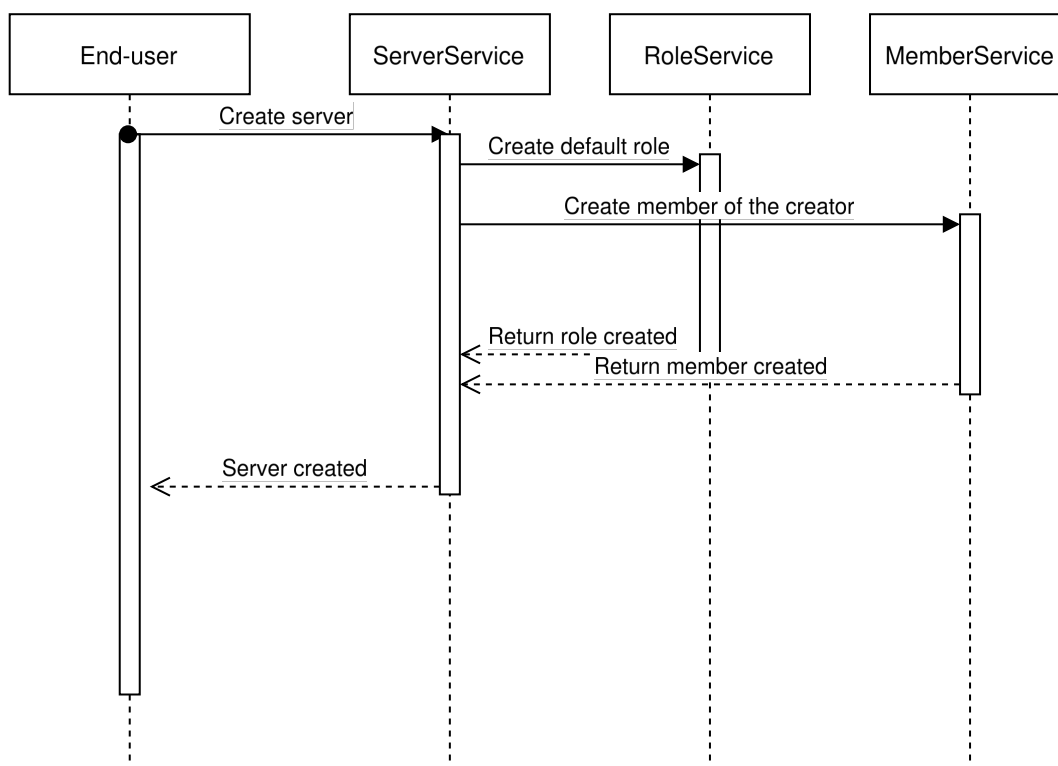 End-user
ServerService
RoleService
MemberService
Create server
Create default role
Create member of the creator
Return role created
Return member created
Server created